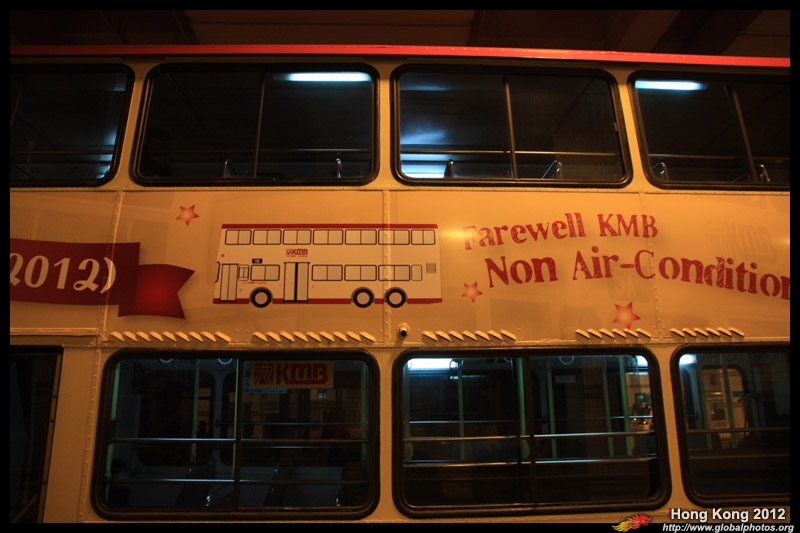 2012)
KMB
Farewell KMB
Non Air-Condition
KMB
Hong Kong 2012
http://www.globalphotos.org